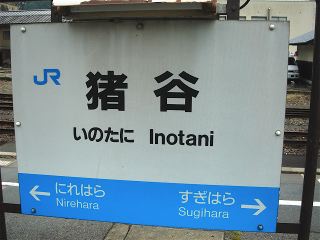 JR
猪谷
いのたに Inotani
← にれはら
Nirehara
すぎはら →
Sugihara